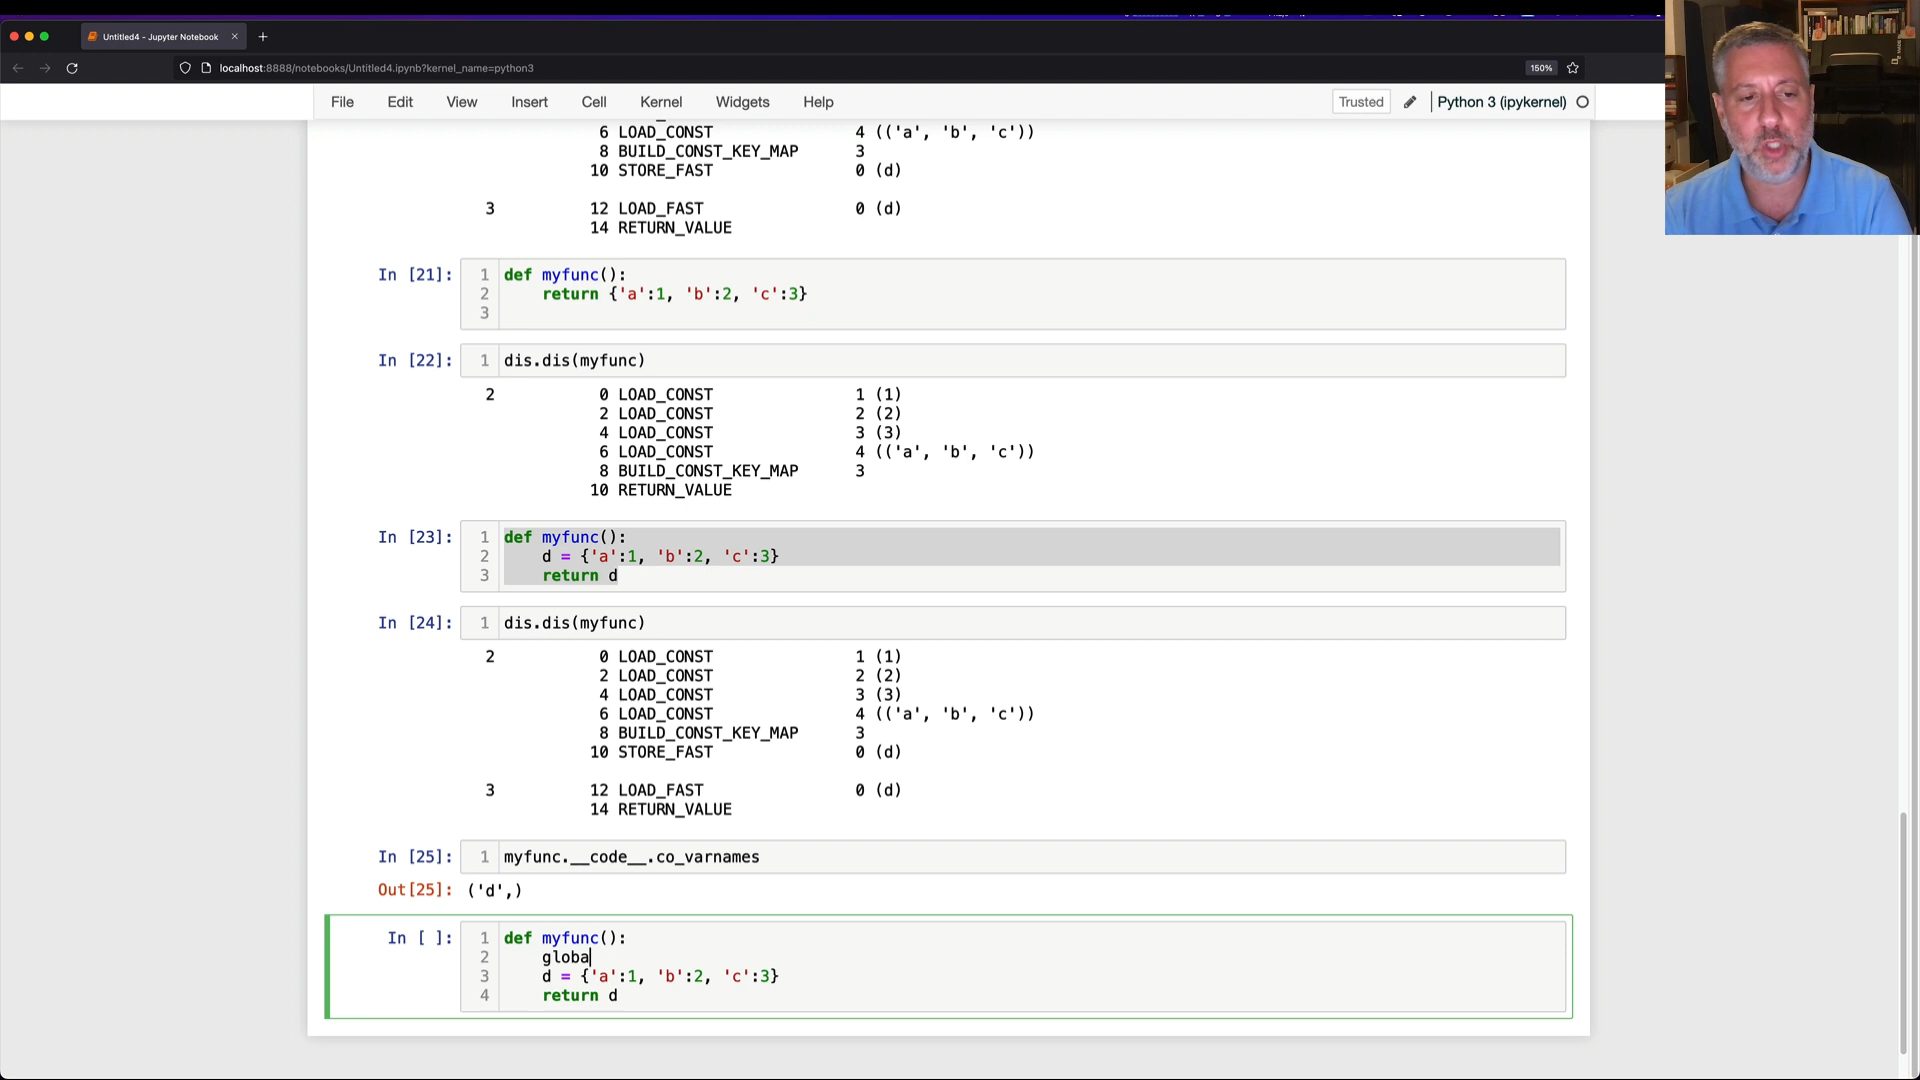 Untitled4 - Jupyter Notebook
localhost:8888/notebooks/Untitled4.ipynb?kernel_name=python3
150%
File Edit View Insert Cell Kernel Widgets Help
Trusted Python 3 (ipykernel)
6 LOAD_CONST 4 (('a', 'b', 'c'))
8 BUILD_CONST_KEY_MAP 3
10 STORE_FAST 0 (d)
3 12 LOAD_FAST 0 (d)
14 RETURN_VALUE
In [21]: 1 def myfunc():
2 return {'a':1, 'b':2, 'c':3}
3
In [22]: 1 dis.dis(myfunc)
2 0 LOAD_CONST 1 (1)
2 LOAD_CONST 2 (2)
4 LOAD_CONST 3 (3)
6 LOAD_CONST 4 (('a', 'b', 'c'))
8 BUILD_CONST_KEY_MAP 3
10 RETURN_VALUE
In [23]: 1 def myfunc():
2 d = {'a':1, 'b':2, 'c':3}
3 return d
In [24]: 1 dis.dis(myfunc)
2 0 LOAD_CONST 1 (1)
2 LOAD_CONST 2 (2)
4 LOAD_CONST 3 (3)
6 LOAD_CONST 4 (('a', 'b', 'c'))
8 BUILD_CONST_KEY_MAP 3
10 STORE_FAST 0 (d)
3 12 LOAD_FAST 0 (d)
14 RETURN_VALUE
In [25]: 1 myfunc.__code__.co_varnames
Out[25]: ('d',)
In [ ]: 1 def myfunc():
2 globa
3 d = {'a':1, 'b':2, 'c':3}
4 return d